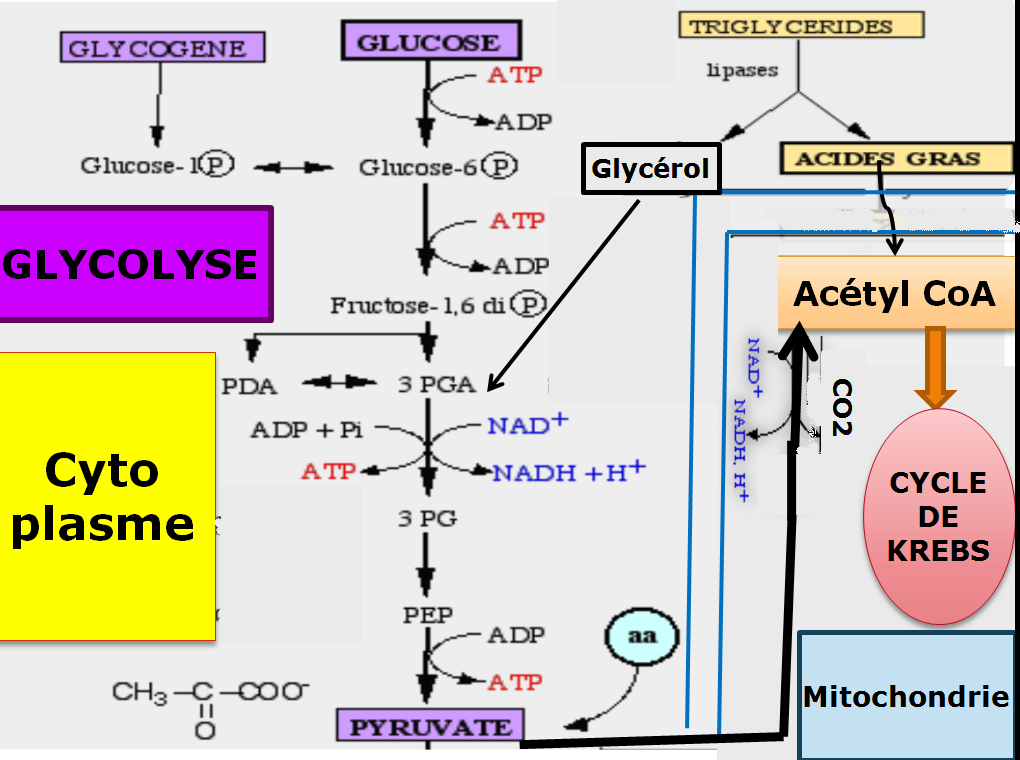 GLYCOGENE
GLUCOSE
TRIGLYCERIDES
ATP
lipases
ADP
Glucose-1 P
Glucose-6 P
Glycérol
ACIDES GRAS
ATP
GLYCOLYSE
ADP
Acétyl CoA
Fructose-1,6 di P
PDA
3 PGA
NAD+
CO2
ADP + Pi
NAD+
NADH. H+
ATP
NADH + H+
Cyto
plasme
CYCLE
DE
KREBS
3 PG
PEP
ADP
aa
ATP
CH3 – C – COO-
O
PYRUVATE
Mitochondrie